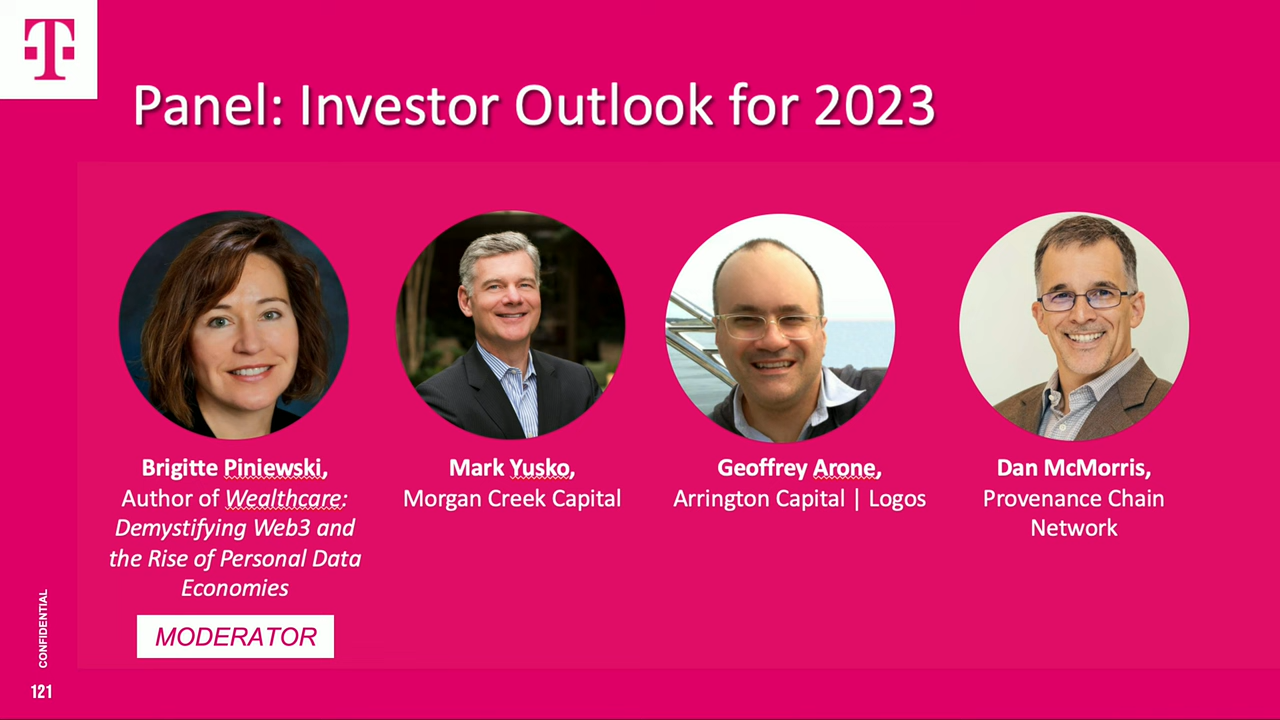 T
Panel: Investor Outlook for 2023
Brigitte Piniewski,
Author of Wealthcare:
Demystifying Web3 and
the Rise of Personal Data
Economies
MODERATOR
Mark Yusko,
Morgan Creek Capital
Geoffrey Arone,
Arrington Capital | Logos
Dan McMorris,
Provenance Chain
Network
CONFIDENTIAL
121